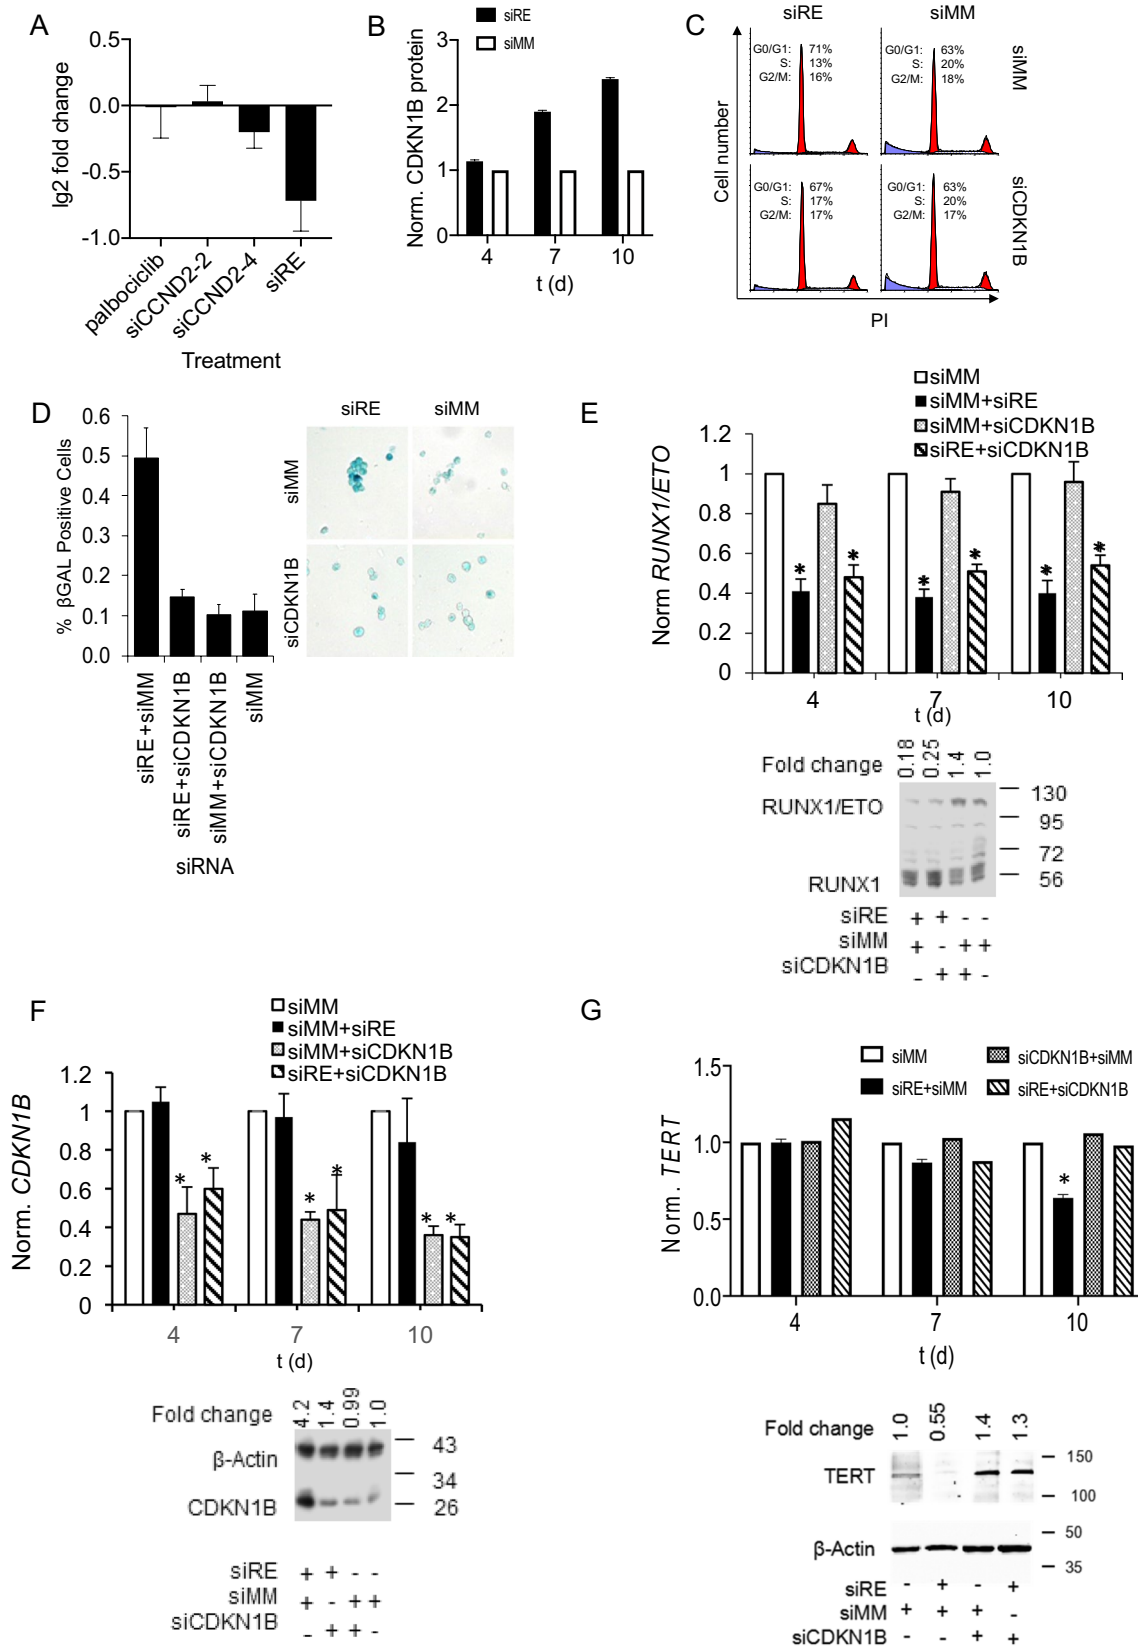 A
0.5
0.0
-0.5
-1.0
lg2 fold change
palbociclib
siCCND2-2
siCCND2-4
siRE
Treatment
B
siRE
siMM
3
2
1
0
Norm. CDKN1B protein
4 7 10
t (d)
C
siRE siMM
G0/G1: 71%
S: 13%
G2/M: 16%
G0/G1: 63%
S: 20%
G2/M: 18%
siMM
G0/G1: 67%
S: 17%
G2/M: 17%
G0/G1: 63%
S: 20%
G2/M: 17%
siCDKN1B
Cell number
PI
D
0.6
0.5
0.4
0.3
0.2
0.1
0.0
% βGAL Positive Cells
siRE+siMM
siRE+siCDKN1B
siMM+siCDKN1B
siMM
siRNA
siRE siMM
siMM
siCDKN1B
E
siMM
siMM+siRE
siMM+siCDKN1B
siRE+siCDKN1B
1.2
1
0.8
0.6
0.4
0.2
0
Norm RUNX1/ETO
* * * * * *
4 7 10
t (d)
Fold change 0.18 0.25 1.4 1.0
RUNX1/ETO
RUNX1
130
95
72
56
siRE + + - -
siMM + - + +
siCDKN1B - + + -
F
siMM
siMM+siRE
siMM+siCDKN1B
siRE+siCDKN1B
1.2
1
0.8
0.6
0.4
0.2
0
Norm. CDKN1B
* * * * * *
4 7 10
t (d)
Fold change 4.2 1.4 0.99 1.0
β-Actin
CDKN1B
43
34
26
siRE + + - -
siMM + - + +
siCDKN1B - + + -
G
siMM
siRE+siMM
siCDKN1B+siMM
siRE+siCDKN1B
1.5
1.0
0.5
0.0
Norm. TERT
*
4 7 10
t (d)
Fold change 1.0 0.55 1.4 1.3
TERT
150
100
β-Actin
50
35
siRE - + - +
siMM + + + -
siCDKN1B - - + +